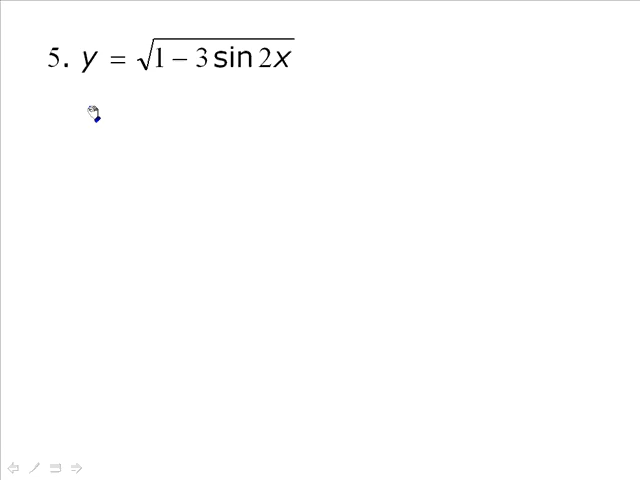 5. y = √(1 − 3 sin 2x)